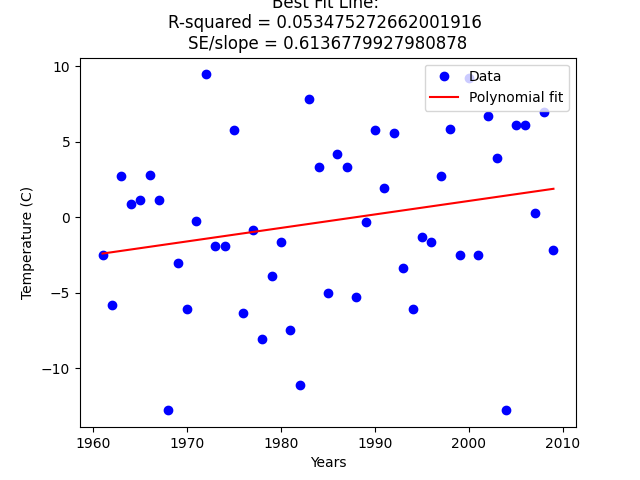 Best Fit Line:
R-squared = 0.053475272662001916
SE/slope = 0.6136779927980878
Data
Polynomial fit
10
5
0
−5
−10
Temperature (C)
1960 1970 1980 1990 2000 2010
Years